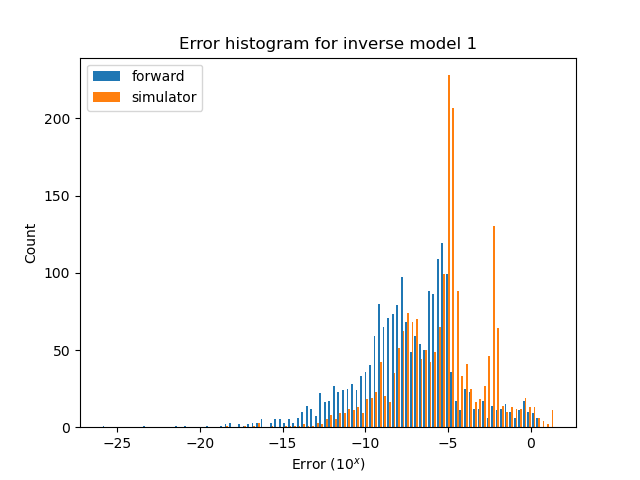 Error histogram for inverse model 1
forward
simulator
200
150
100
50
0
Count
−25 −20 −15 −10 −5 0
Error (10^x)